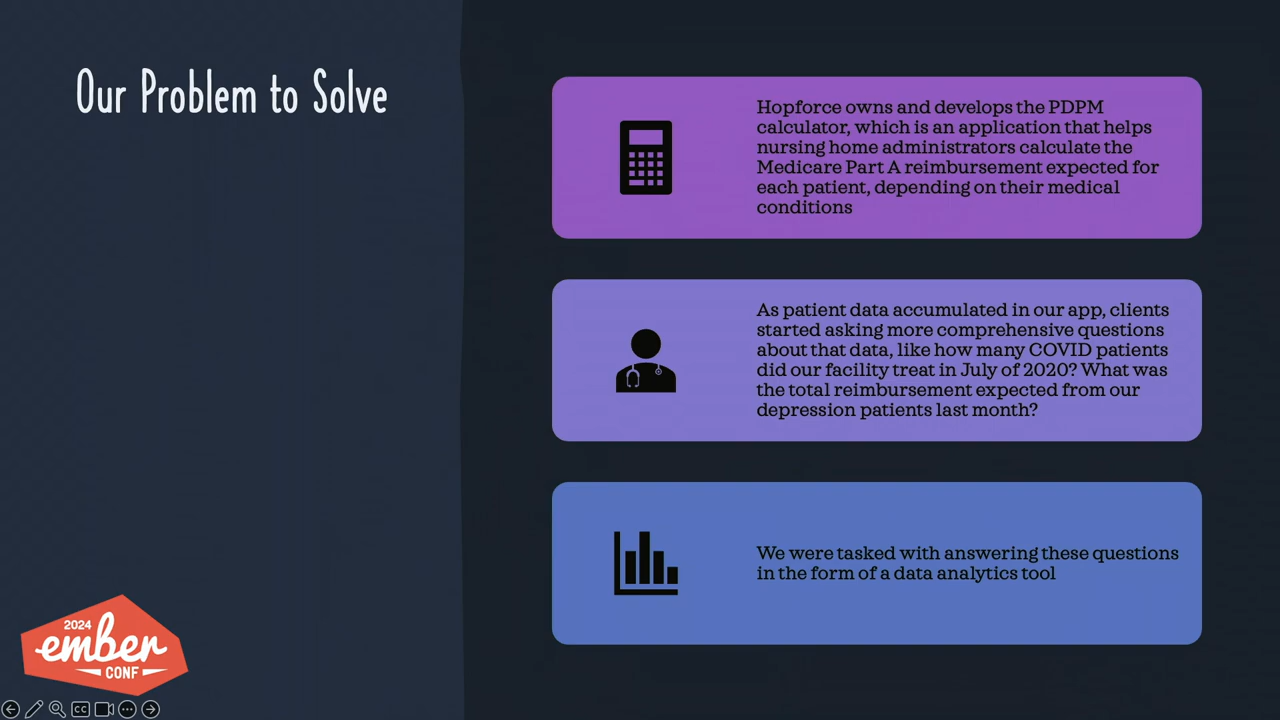 Our Problem to Solve
Hopforce owns and develops the PDPM
calculator, which is an application that helps
nursing home administrators calculate the
Medicare Part A reimbursement expected for
each patient, depending on their medical
conditions
As patient data accumulated in our app, clients
started asking more comprehensive questions
about that data, like how many COVID patients
did our facility treat in July of 2020? What was
the total reimbursement expected from our
depression patients last month?
We were tasked with answering these questions
in the form of a data analytics tool
2024
ember
CONF
CC